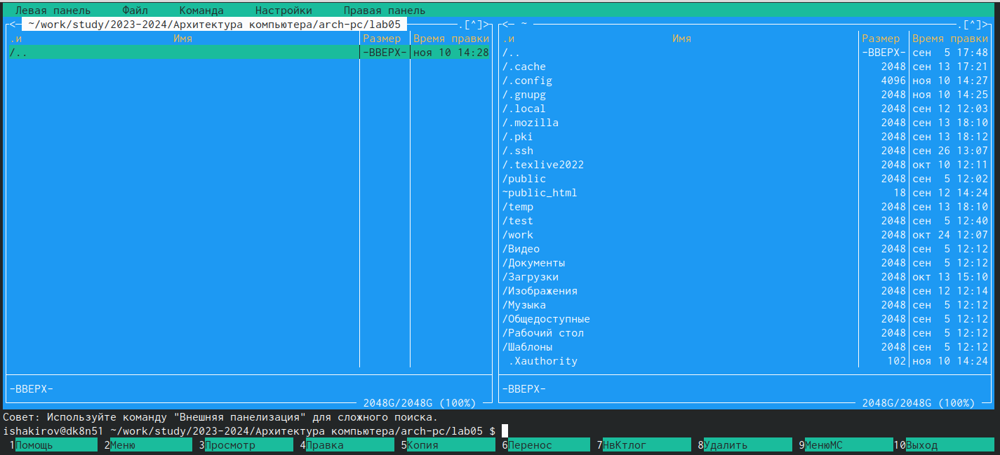 Левая панель Файл Команда Настройки Правая панель
<─ ~/work/study/2023-2024/Архитектура компьютера/arch-pc/lab05 .[^]>
.и Имя Размер Время правки
/.. -ВВЕРХ- ноя 10 14:28
-ВВЕРХ-
2048G/2048G (100%)
<─ ~ .[^]>
.и Имя Размер Время правки
/.. -ВВЕРХ- сен 5 17:48
/.cache 2048 сен 13 17:21
/.config 4096 ноя 10 14:27
/.gnupg 2048 ноя 10 14:25
/.local 2048 сен 12 12:03
/.mozilla 2048 сен 13 18:10
/.pki 2048 сен 13 18:12
/.ssh 2048 сен 26 13:07
/.texlive2022 2048 окт 10 12:11
/public 2048 сен 5 12:02
~public_html 18 сен 12 14:24
/temp 2048 сен 13 18:10
/test 2048 сен 5 12:40
/work 2048 окт 24 12:07
/Видео 2048 сен 5 12:12
/Документы 2048 сен 5 12:12
/Загрузки 2048 окт 13 15:10
/Изображения 2048 сен 12 12:14
/Музыка 2048 сен 5 12:12
/Общедоступные 2048 сен 5 12:12
/Рабочий стол 2048 сен 5 12:12
/Шаблоны 2048 сен 5 12:12
.Xauthority 102 ноя 10 14:24
-ВВЕРХ-
2048G/2048G (100%)
Совет: Используйте команду "Внешняя панелизация" для сложного поиска.
ishakirov@dk8n51 ~/work/study/2023-2024/Архитектура компьютера/arch-pc/lab05 $
1Помощь 2Меню 3Просмотр 4Правка 5Копия 6Перенос 7НвКтлог 8Удалить 9МенюМС 10Выход